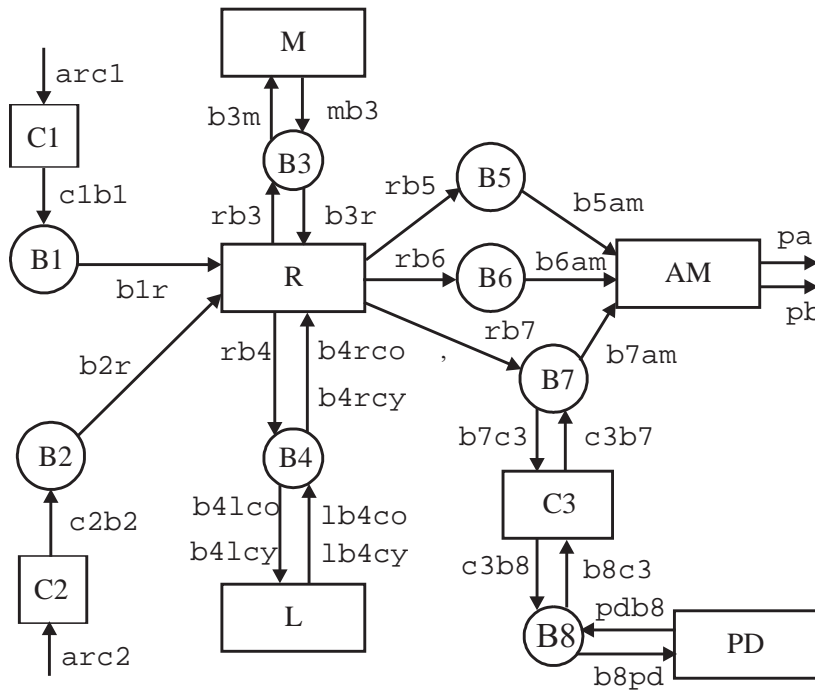 M
arc1
b3m
mb3
C1
B3
B5
c1b1
rb3
b3r
rb5
b5am
pa
B1
R
rb6
B6
b6am
AM
b1r
pb
b2r
rb4
b4rco
,
rb7
b7am
b4rcy
B7
B2
B4
b7c3
c3b7
c2b2
b4lco
lb4co
C3
b4lcy
lb4cy
c3b8
b8c3
C2
L
pdb8
B8
PD
arc2
b8pd